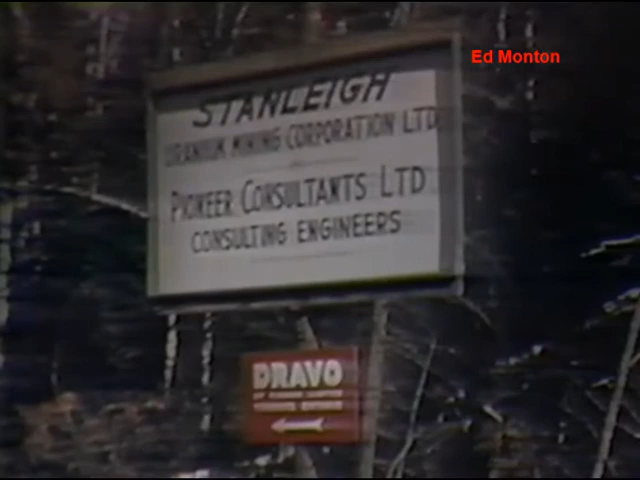 Ed Monton
STANLEIGH
URANIUM MINING CORPORATION LTD
PIONEER CONSULTANTS LTD
CONSULTING ENGINEERS
DRAVO